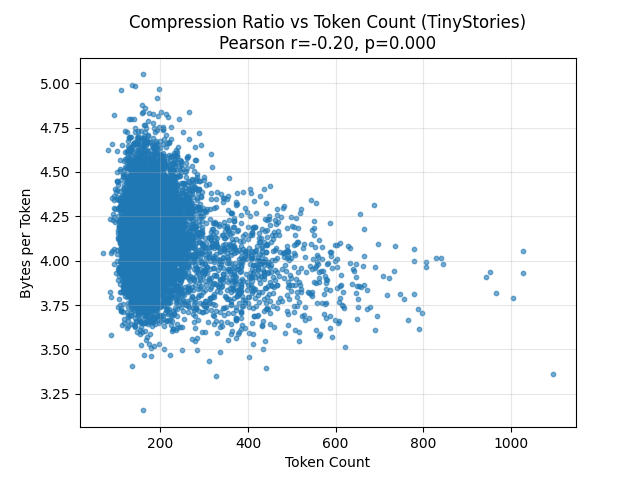 Compression Ratio vs Token Count (TinyStories)
Pearson r=-0.20, p=0.000
5.00
4.75
4.50
4.25
4.00
3.75
3.50
3.25
Bytes per Token
200 400 600 800 1000
Token Count